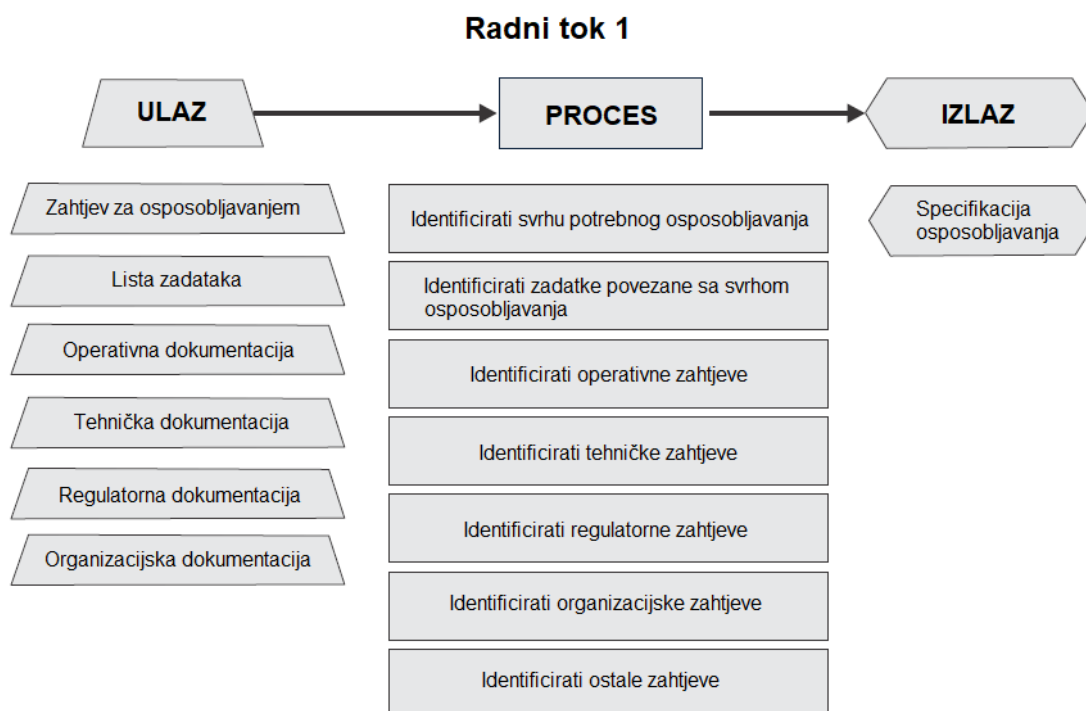 Radni tok 1
ULAZ
PROCES
IZLAZ
Zahtjev za osposobljavanjem
Lista zadataka
Operativna dokumentacija
Tehnička dokumentacija
Regulatorna dokumentacija
Organizacijska dokumentacija
Identificirati svrhu potrebnog osposobljavanja
Identificirati zadatke povezane sa svrhom
osposobljavanja
Identificirati operativne zahtjeve
Identificirati tehničke zahtjeve
Identificirati regulatorne zahtjeve
Identificirati organizacijske zahtjeve
Identificirati ostale zahtjeve
Specifikacija
osposobljavanja